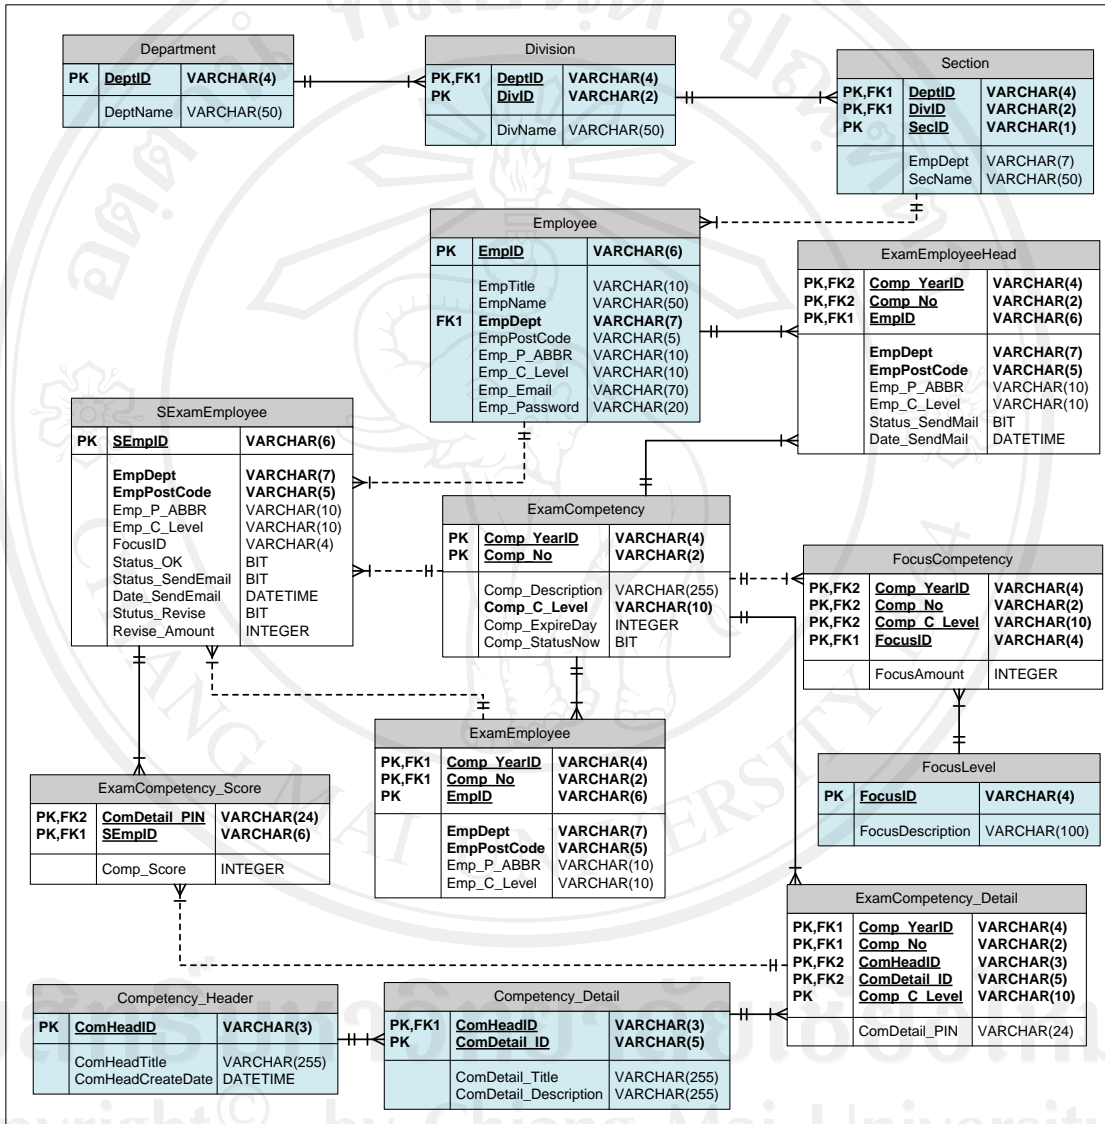 Department
PK DeptID VARCHAR(4)
DeptName VARCHAR(50)
Division
PK,FK1 DeptID VARCHAR(4)
PK DivID VARCHAR(2)
DivName VARCHAR(50)
Section
PK,FK1 DeptID VARCHAR(4)
PK,FK1 DivID VARCHAR(2)
PK SecID VARCHAR(1)
EmpDept VARCHAR(7)
SecName VARCHAR(50)
Employee
PK EmpID VARCHAR(6)
EmpTitle VARCHAR(10)
EmpName VARCHAR(50)
FK1 EmpDept VARCHAR(7)
EmpPostCode VARCHAR(5)
Emp_P_ABBR VARCHAR(10)
Emp_C_Level VARCHAR(10)
Emp_Email VARCHAR(70)
Emp_Password VARCHAR(20)
ExamEmployeeHead
PK,FK2 Comp_YearID VARCHAR(4)
PK,FK2 Comp_No VARCHAR(2)
PK,FK1 EmpID VARCHAR(6)
EmpDept VARCHAR(7)
EmpPostCode VARCHAR(5)
Emp_P_ABBR VARCHAR(10)
Emp_C_Level VARCHAR(10)
Status_SendMail BIT
Date_SendMail DATETIME
SExamEmployee
PK SEmpID VARCHAR(6)
EmpDept VARCHAR(7)
EmpPostCode VARCHAR(5)
Emp_P_ABBR VARCHAR(10)
Emp_C_Level VARCHAR(10)
FocusID VARCHAR(4)
Status_OK BIT
Status_SendEmail BIT
Date_SendEmail DATETIME
Stutus_Revise BIT
Revise_Amount INTEGER
ExamCompetency
PK Comp_YearID VARCHAR(4)
PK Comp_No VARCHAR(2)
Comp_Description VARCHAR(255)
Comp_C_Level VARCHAR(10)
Comp_ExpireDay INTEGER
Comp_StatusNow BIT
FocusCompetency
PK,FK2 Comp_YearID VARCHAR(4)
PK,FK2 Comp_No VARCHAR(2)
PK,FK2 Comp_C_Level VARCHAR(10)
PK,FK1 FocusID VARCHAR(4)
FocusAmount INTEGER
ExamEmployee
PK,FK1 Comp_YearID VARCHAR(4)
PK,FK1 Comp_No VARCHAR(2)
PK EmpID VARCHAR(6)
EmpDept VARCHAR(7)
EmpPostCode VARCHAR(5)
Emp_P_ABBR VARCHAR(10)
Emp_C_Level VARCHAR(10)
FocusLevel
PK FocusID VARCHAR(4)
FocusDescription VARCHAR(100)
ExamCompetency_Score
PK,FK2 ComDetail_PIN VARCHAR(24)
PK,FK1 SEmpID VARCHAR(6)
Comp_Score INTEGER
ExamCompetency_Detail
PK,FK1 Comp_YearID VARCHAR(4)
PK,FK1 Comp_No VARCHAR(2)
PK,FK2 ComHeadID VARCHAR(3)
PK,FK2 ComDetail_ID VARCHAR(5)
PK Comp_C_Level VARCHAR(10)
ComDetail_PIN VARCHAR(24)
Competency_Header
PK ComHeadID VARCHAR(3)
ComHeadTitle VARCHAR(255)
ComHeadCreateDate DATETIME
Competency_Detail
PK,FK1 ComHeadID VARCHAR(3)
PK ComDetail_ID VARCHAR(5)
ComDetail_Title VARCHAR(255)
ComDetail_Description VARCHAR(255)
CHIANG MAI UNIVERSITY
by Chiang Mai University